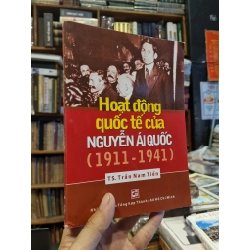 Hoạt động
quốc tế của
NGUYỄN ÁI QUỐC
(1911-1941)
TS. Trần Nam Tiến